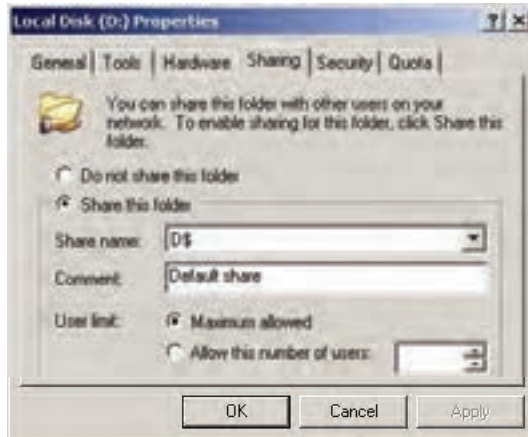 Local Disk (D:) Properties
General Tools Hardware Sharing Security Quota
You can share this folder with other users on your
network. To enable sharing for this folder, click Share this
folder.
Do not share this folder
Share this folder
Share name: D$
Comment: Default share
User limit: Maximum allowed
Allow this number of users:
OK Cancel Apply